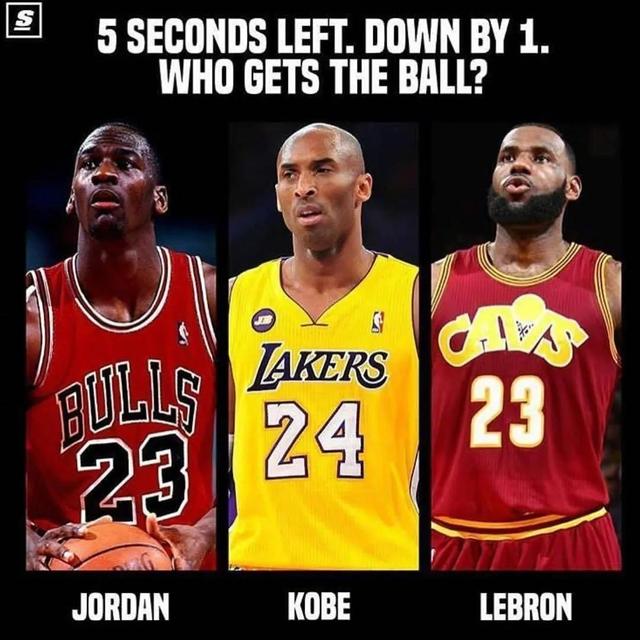 S
5 SECONDS LEFT. DOWN BY 1.
WHO GETS THE BALL?
BULLS
23
JB
LAKERS
24
CAVS
23
JORDAN
KOBE
LEBRON